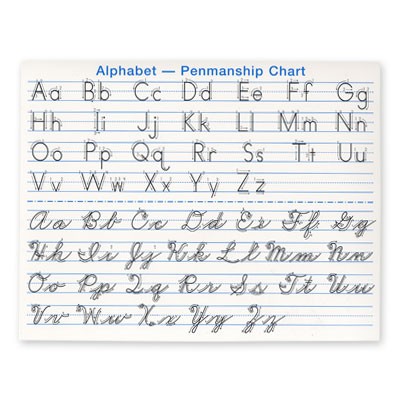 Alphabet — Penmanship Chart
Aa Bb Cc Dd Ee Ff Gg
Hh Ii Jj Kk Ll Mm Nn
Oo Pp Qq Rr Ss Tt Uu
Vv Ww Xx Yy Zz
Aa Bb Cc Dd Ee Ff Gg
Hh Ii Jj Kk Ll Mm Nn
Oo Pp Qq Rr Ss Tt Uu
Vv Ww Xx Yy Zz